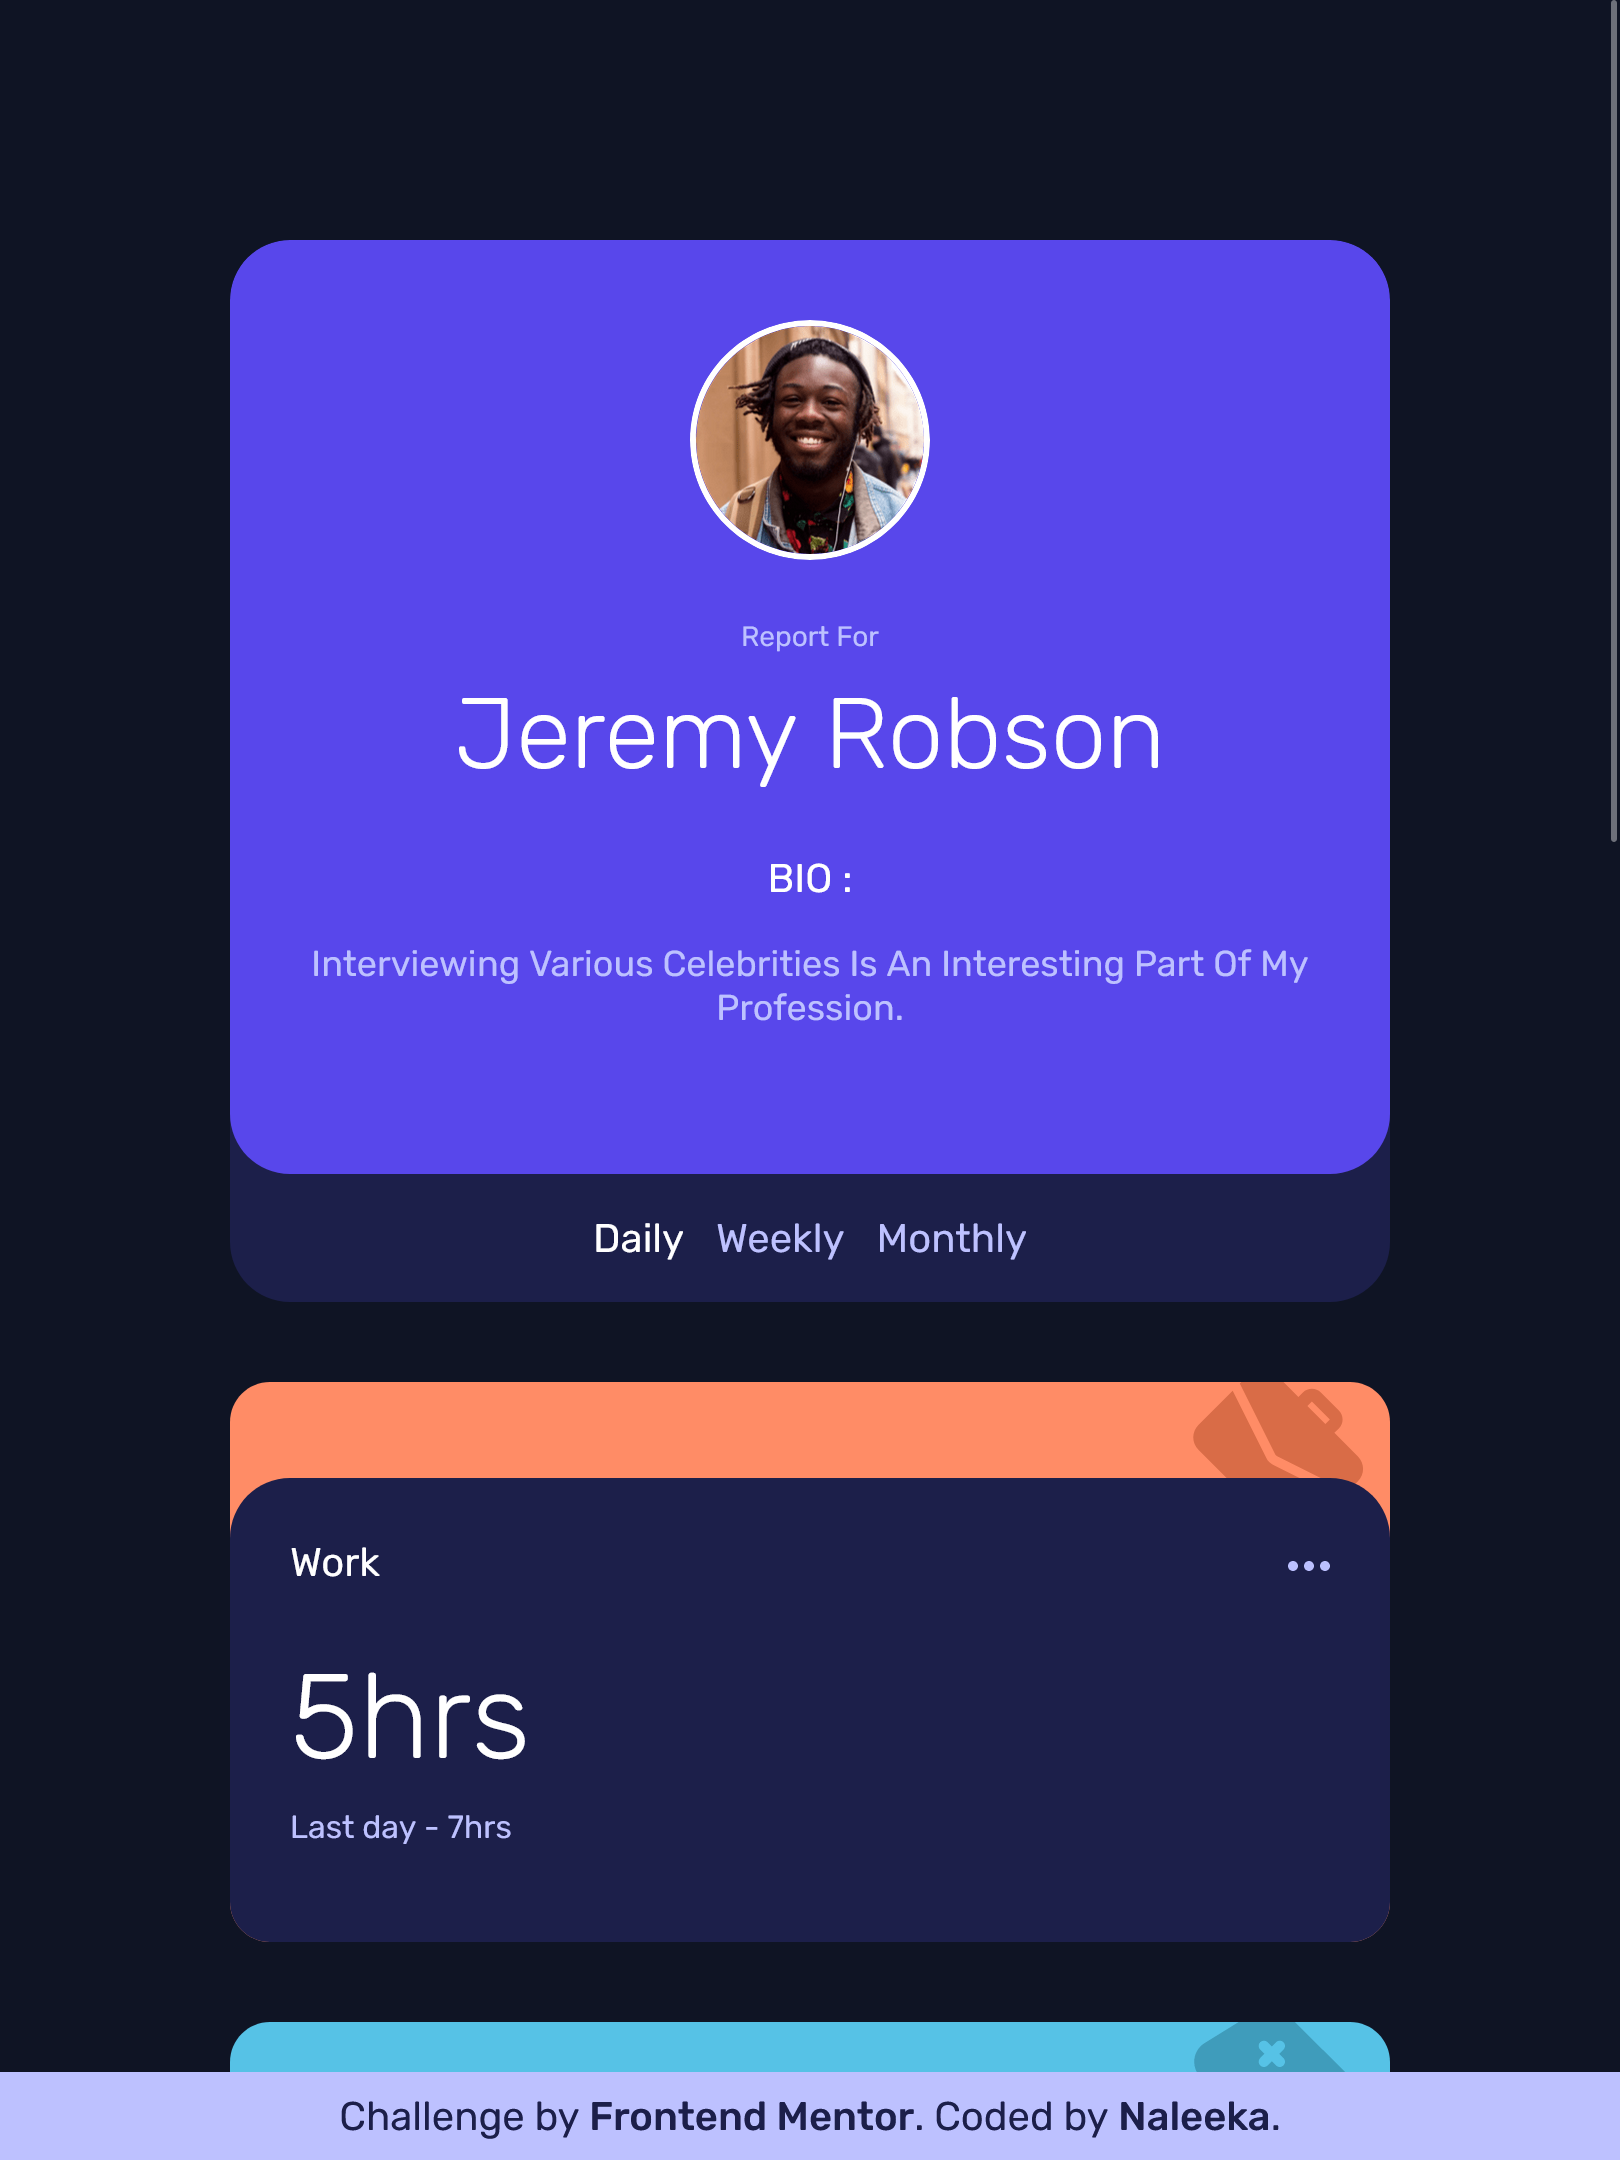 Report For
Jeremy Robson
BIO :
Interviewing Various Celebrities Is An Interesting Part Of My
Profession.
Daily Weekly Monthly
Work
5hrs
Last day - 7hrs
Challenge by Frontend Mentor. Coded by Naleeka.